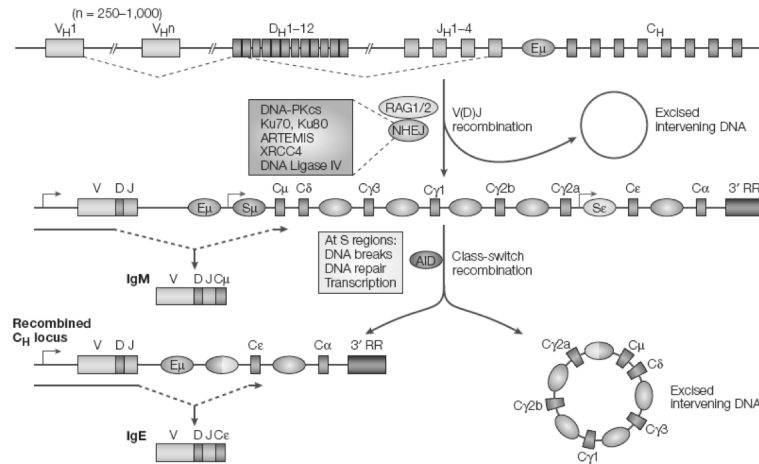 (n = 250–1,000)
VH1 VHn DH1–12 JH1–4 Eμ CH
DNA-PKcs
Ku70, Ku80
ARTEMIS
XRCC4
DNA Ligase IV
RAG1/2
NHEJ
V(D)J
recombination
Excised
intervening DNA
V D J Eμ Sμ Cμ Cδ Cγ3 Cγ1 Cγ2b Cγ2a Sε Cε Cα 3′ RR
At S regions:
DNA breaks
DNA repair
Transcription
AID
Class-switch
recombination
IgM
V D J Cμ
Recombined
CH locus
V D J Eμ Cε Cα 3′ RR
IgE
V D J Cε
Cγ2a Cμ
Cδ
Cγ2b
Cγ3
Cγ1
Excised
intervening DNA